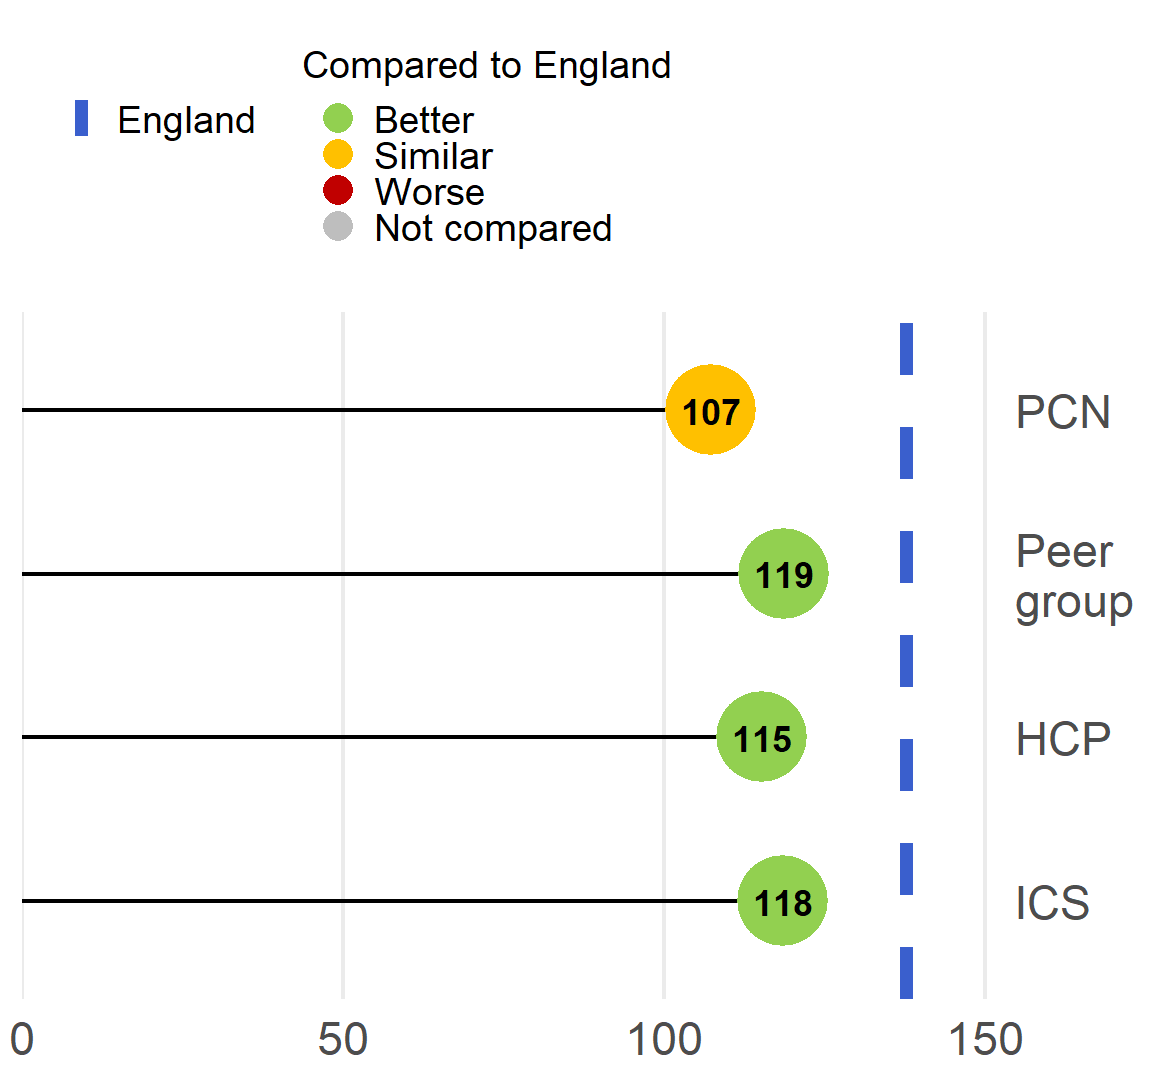 Compared to England
England
Better
Similar
Worse
Not compared
107
PCN
119
Peer
group
115
HCP
118
ICS
0
50
100
150